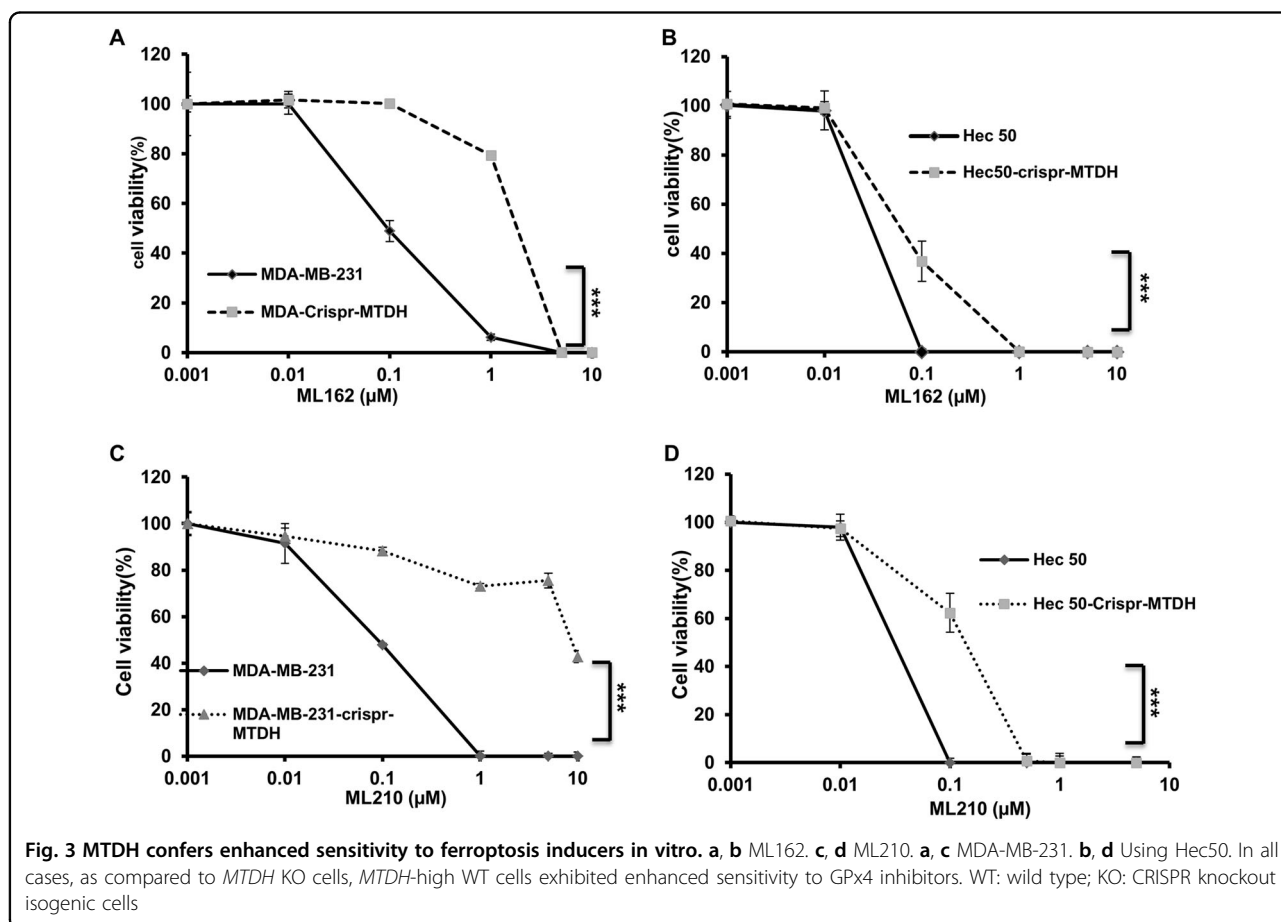 A
120
100
80
60
40
20
0
cell viability(%)
MDA-MB-231
MDA-Crispr-MTDH
***
0.001 0.01 0.1 1 10
ML162 (µM)
B
120
100
80
60
40
20
0
cell viability(%)
Hec 50
Hec50-crispr-MTDH
***
0.001 0.01 0.1 1 10
ML162 (µM)
C
120
100
80
60
40
20
0
Cell viability(%)
MDA-MB-231
MDA-MB-231-crispr-
MTDH
***
0.001 0.01 0.1 1 10
ML210 (µM)
D
120
100
80
60
40
20
0
Cell viability(%)
Hec 50
Hec 50-Crispr-MTDH
***
0.001 0.01 0.1 1 10
ML210 (µM)
Fig. 3 MTDH confers enhanced sensitivity to ferroptosis inducers in vitro. a, b ML162. c, d ML210. a, c MDA-MB-231. b, d Using Hec50. In all
cases, as compared to MTDH KO cells, MTDH-high WT cells exhibited enhanced sensitivity to GPx4 inhibitors. WT: wild type; KO: CRISPR knockout
isogenic cells